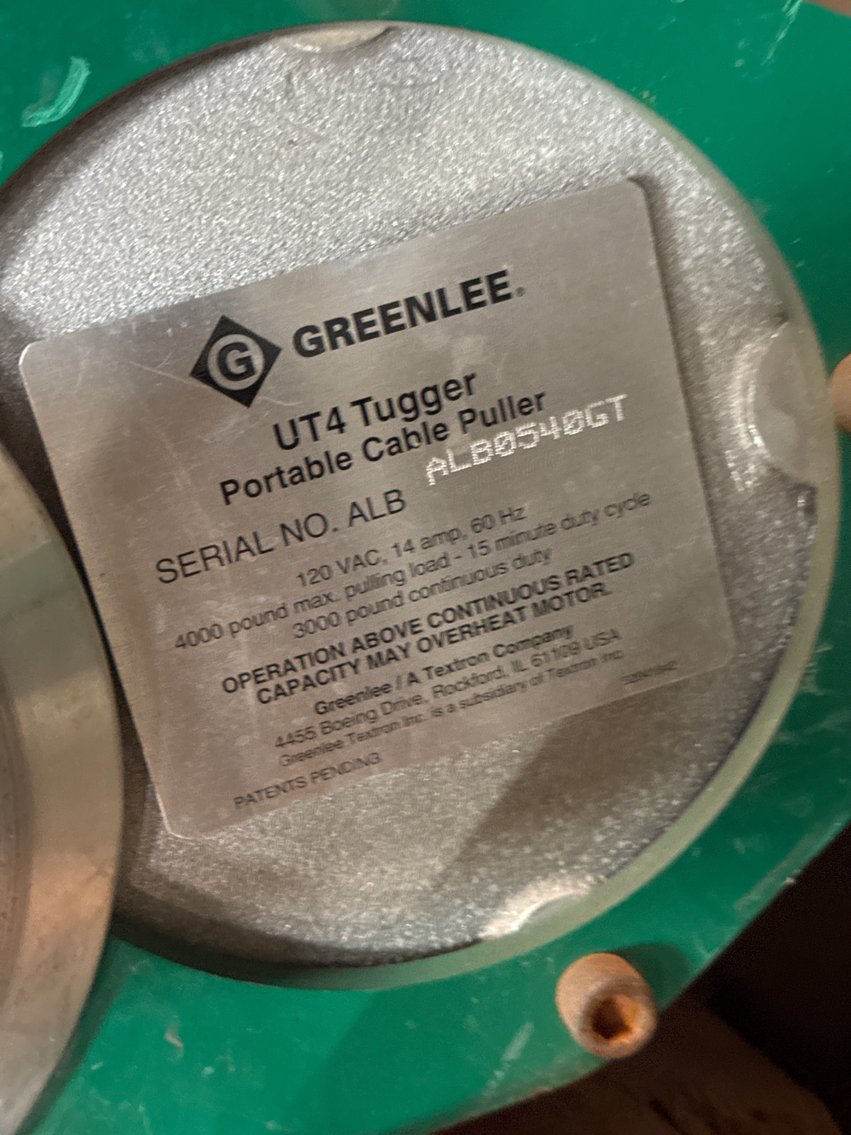 G GREENLEE®
UT4 Tugger
Portable Cable Puller
SERIAL NO. ALB ALB0540GT
120 VAC, 14 amp, 60 Hz
4000 pound max. pulling load - 15 minute duty cycle
3000 pound continuous duty
OPERATION ABOVE CONTINUOUS RATED
CAPACITY MAY OVERHEAT MOTOR.
Greenlee / A Textron Company
4455 Boeing Drive, Rockford, IL 61109 USA
Greenlee Textron Inc. is a subsidiary of Textron Inc.
PATENTS PENDING